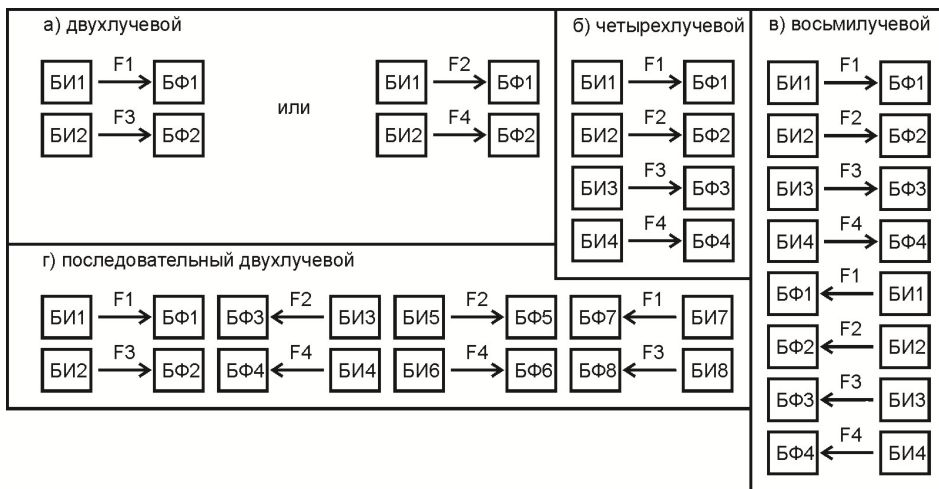 а) двухлучевой
F1
БИ1 БФ1
F3
БИ2 БФ2
или
F2
БИ1 БФ1
F4
БИ2 БФ2
б) четырехлучевой
F1
БИ1 БФ1
F2
БИ2 БФ2
F3
БИ3 БФ3
F4
БИ4 БФ4
в) восьмилучевой
F1
БИ1 БФ1
F2
БИ2 БФ2
F3
БИ3 БФ3
F4
БИ4 БФ4
F1
БФ1 БИ1
F2
БФ2 БИ2
F3
БФ3 БИ3
F4
БФ4 БИ4
г) последовательный двухлучевой
F1 F2 F2 F1
БИ1 БФ1 БФ3 БИ3 БИ5 БФ5 БФ7 БИ7
F3 F4 F4 F3
БИ2 БФ2 БФ4 БИ4 БИ6 БФ6 БФ8 БИ8